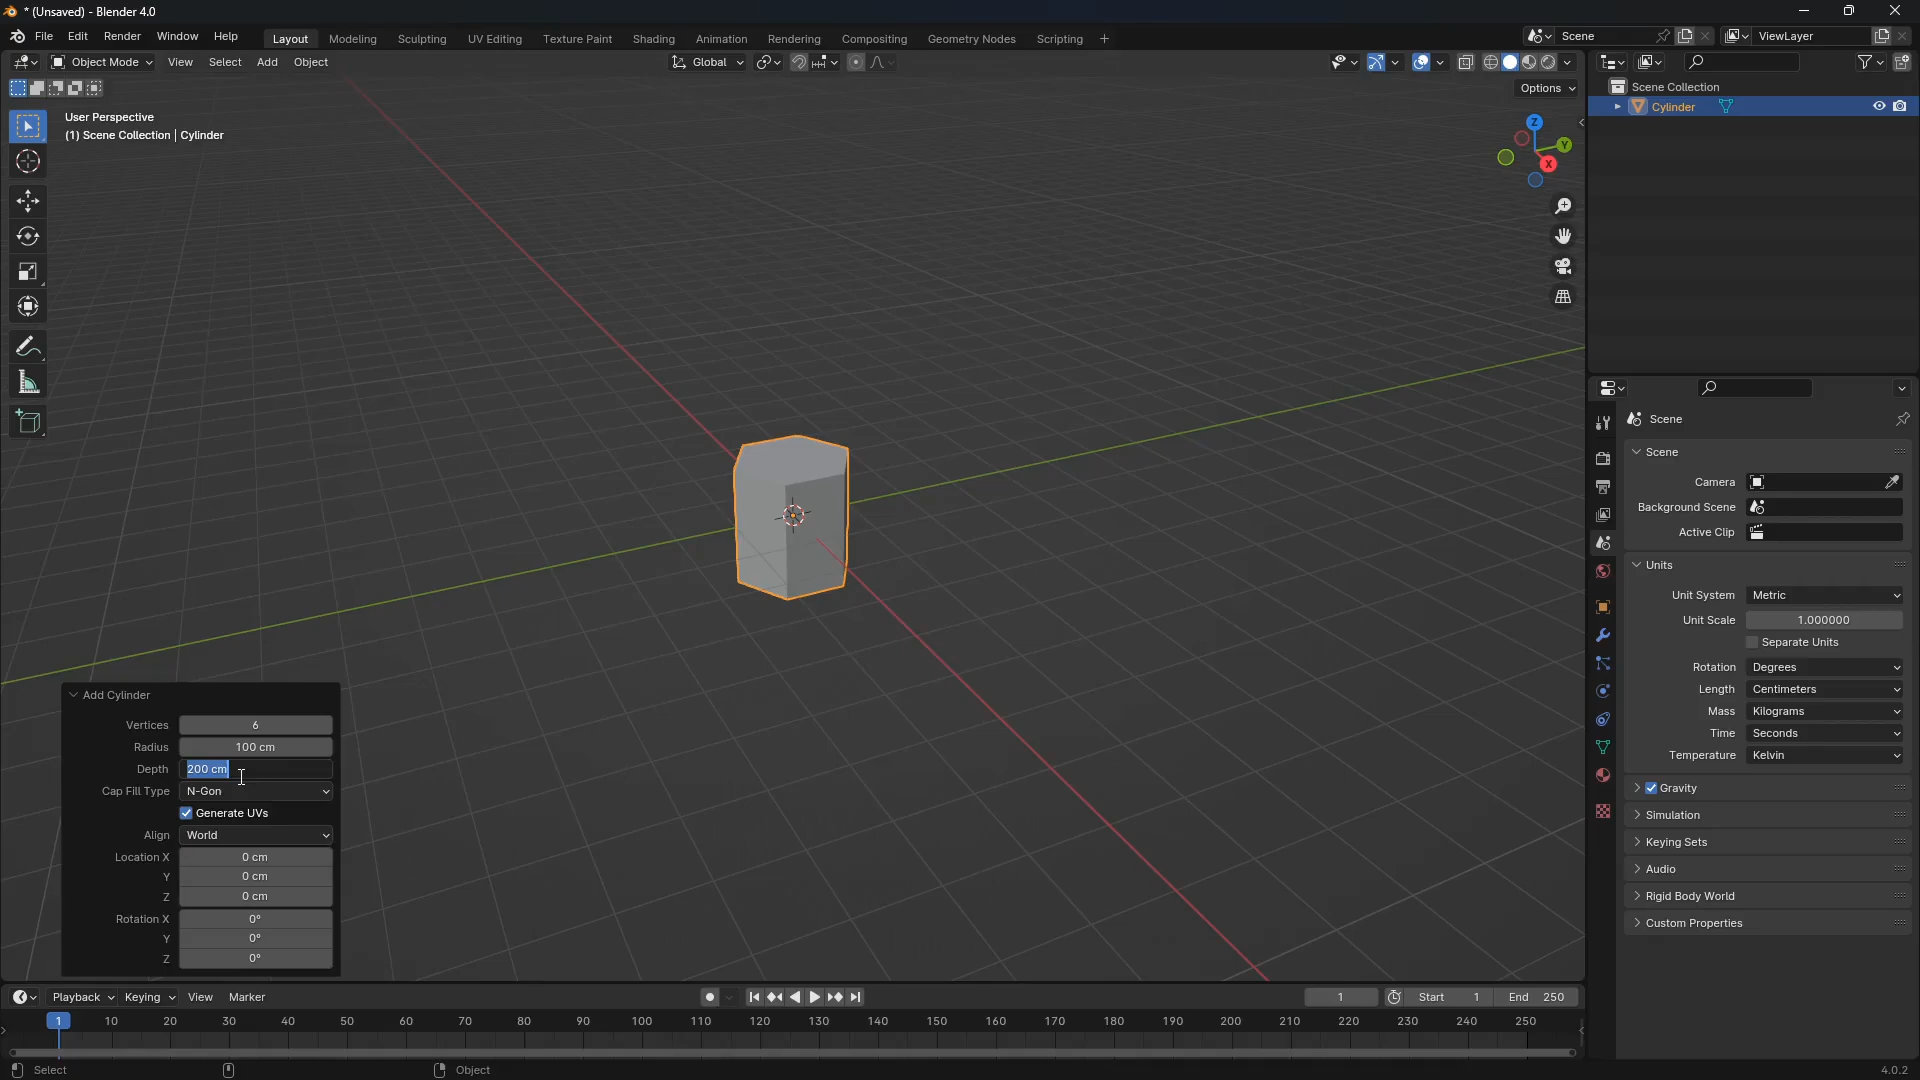 * (Unsaved) - Blender 4.0
File Edit Render Window Help Layout Modeling Sculpting UV Editing Texture Paint Shading Animation Rendering Compositing Geometry Nodes Scripting + Scene ViewLayer
Object Mode View Select Add Object Global
Options
User Perspective
(1) Scene Collection | Cylinder
Z
Y
X
Scene Collection
Cylinder
Scene
Scene
Camera
Background Scene
Active Clip
Units
Unit System Metric
Unit Scale 1.000000
Separate Units
Rotation Degrees
Length Centimeters
Mass Kilograms
Time Seconds
Temperature Kelvin
Gravity
Simulation
Keying Sets
Audio
Rigid Body World
Custom Properties
Add Cylinder
Vertices 6
Radius 100 cm
Depth 200 cm
Cap Fill Type N-Gon
Generate UVs
Align World
Location X 0 cm
Y 0 cm
Z 0 cm
Rotation X 0°
Y 0°
Z 0°
Playback Keying View Marker 1 Start 1 End 250
1 10 20 30 40 50 60 70 80 90 100 110 120 130 140 150 160 170 180 190 200 210 220 230 240 250
Select Object 4.0.2